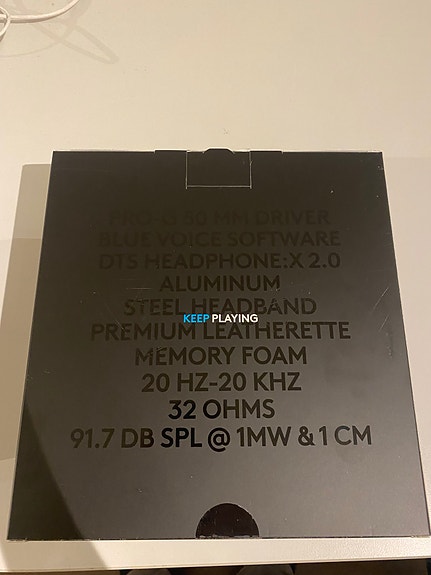 PRO-G 50 MM DRIVER
BLUE VOICE SOFTWARE
DTS HEADPHONE:X 2.0
ALUMINUM
STEEL HEADBAND
KEEP PLAYING
PREMIUM LEATHERETTE
MEMORY FOAM
20 HZ-20 KHZ
32 OHMS
91.7 DB SPL @ 1MW & 1 CM